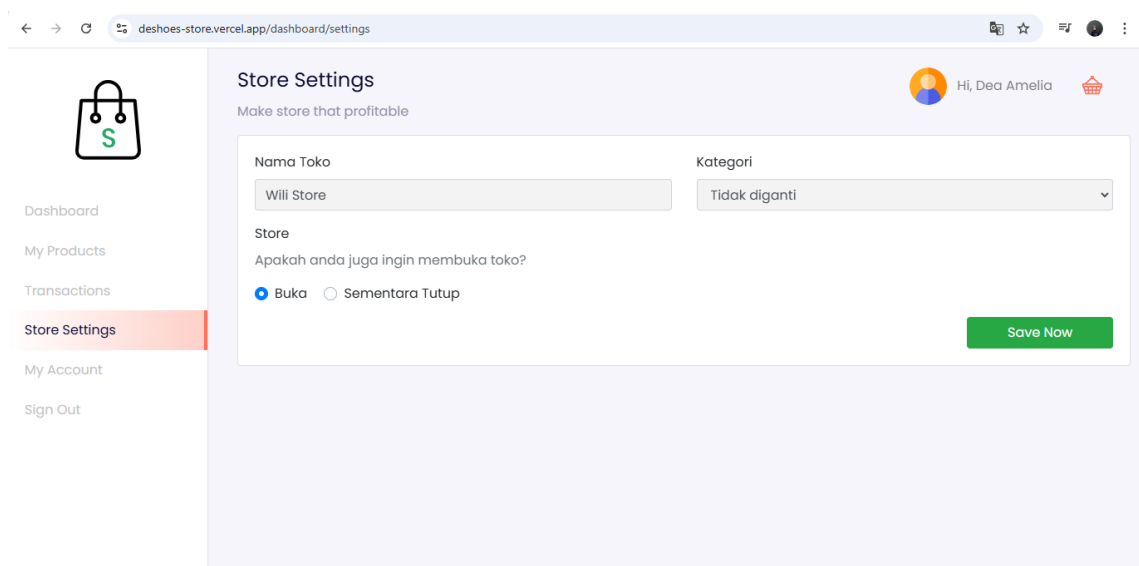 deshoes-store.vercel.app/dashboard/settings
S
Dashboard
My Products
Transactions
Store Settings
My Account
Sign Out
Store Settings
Make store that profitable
Hi, Dea Amelia
Nama Toko
Wili Store
Kategori
Tidak diganti
Store
Apakah anda juga ingin membuka toko?
Buka
Sementara Tutup
Save Now